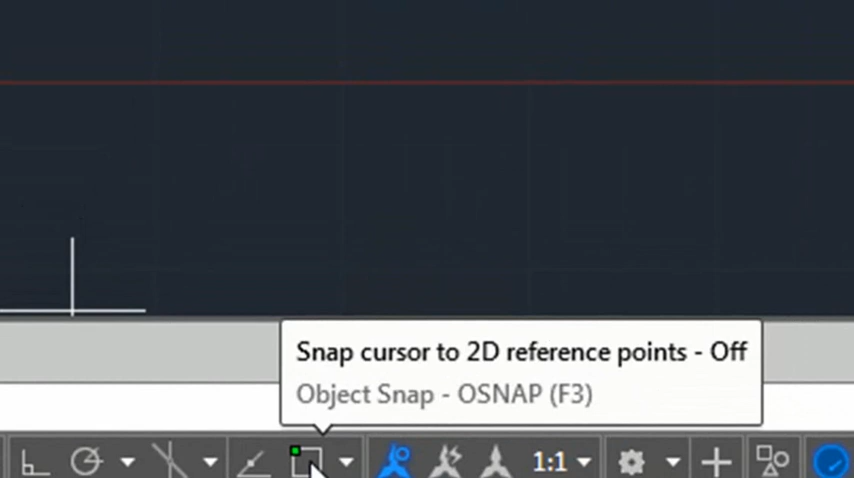 Snap cursor to 2D reference points - Off
Object Snap - OSNAP (F3)
1:1